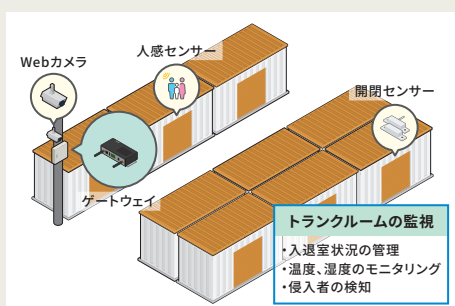 Webカメラ
人感センサー
開閉センサー
ゲートウェイ
トランクルームの監視
・入退室状況の管理
・温度、湿度のモニタリング
・侵入者の検知